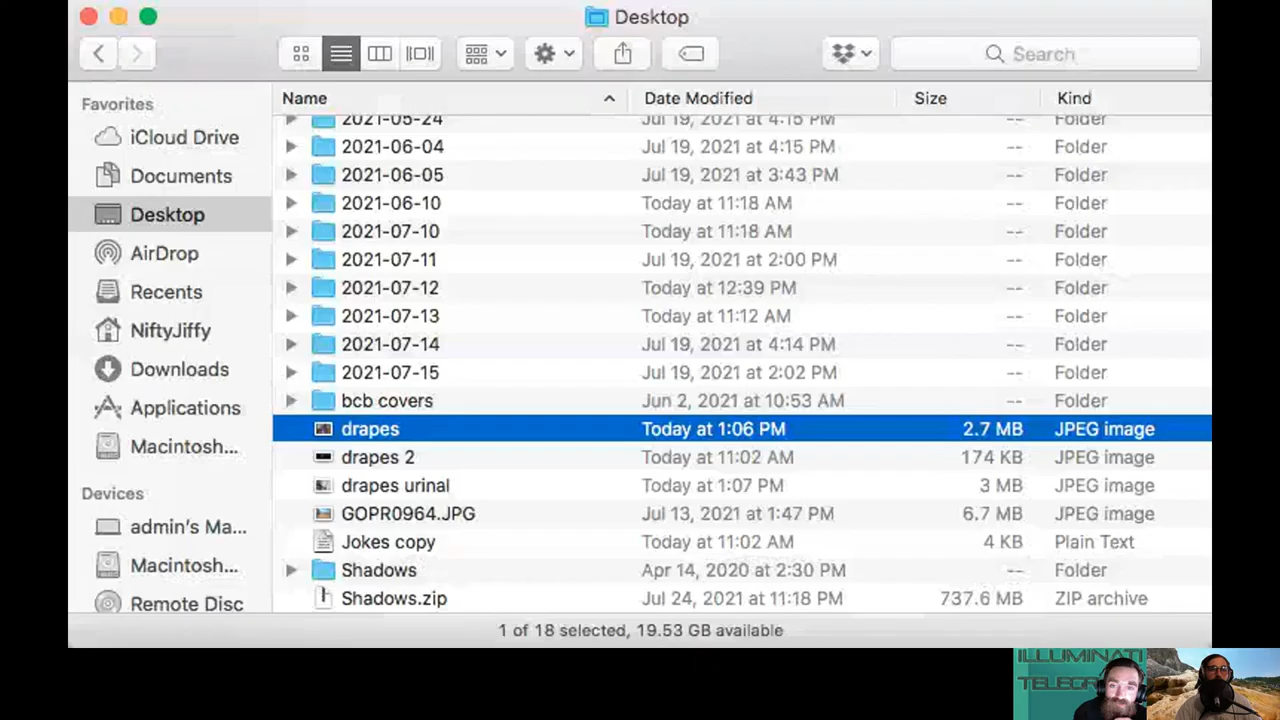 Desktop
Search
Favorites
iCloud Drive
Documents
Desktop
AirDrop
Recents
NiftyJiffy
Downloads
Applications
Macintosh...
Devices
admin's Ma...
Macintosh...
Remote Disc
Name Date Modified Size Kind
2021-05-24 Jul 19, 2021 at 4:15 PM -- Folder
2021-06-04 Jul 19, 2021 at 4:15 PM -- Folder
2021-06-05 Jul 19, 2021 at 3:43 PM -- Folder
2021-06-10 Today at 11:18 AM -- Folder
2021-07-10 Today at 11:18 AM -- Folder
2021-07-11 Jul 19, 2021 at 2:00 PM -- Folder
2021-07-12 Today at 12:39 PM -- Folder
2021-07-13 Today at 11:12 AM -- Folder
2021-07-14 Jul 19, 2021 at 4:14 PM -- Folder
2021-07-15 Jul 19, 2021 at 2:02 PM -- Folder
bcb covers Jun 2, 2021 at 10:53 AM -- Folder
drapes Today at 1:06 PM 2.7 MB JPEG image
drapes 2 Today at 11:02 AM 174 KB JPEG image
drapes urinal Today at 1:07 PM 3 MB JPEG image
GOPR0964.JPG Jul 13, 2021 at 1:47 PM 6.7 MB JPEG image
Jokes copy Today at 11:02 AM 4 KB Plain Text
Shadows Apr 14, 2020 at 2:30 PM -- Folder
Shadows.zip Jul 24, 2021 at 11:18 PM 737.6 MB ZIP archive
1 of 18 selected, 19.53 GB available
ILLUMINATI